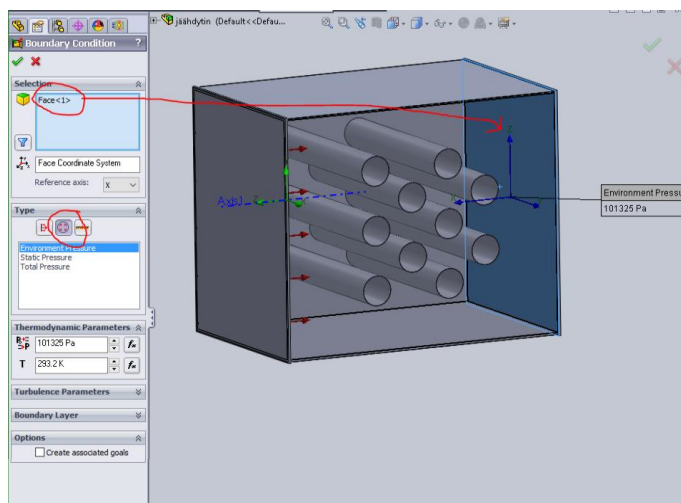 jäähdytin (Default<<Defau...
Boundary Condition ?
Selection
Face<1>
Face Coordinate System
Reference axis: X
Type
Environment Pressure
Static Pressure
Total Pressure
Thermodynamic Parameters
101325 Pa
T 293.2 K
Turbulence Parameters
Boundary Layer
Options
Create associated goals
Axis1
Z
Environment Pressu
101325 Pa